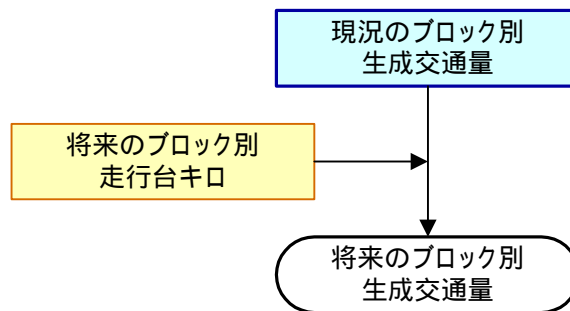 現況のブロック別
生成交通量
将来のブロック別
走行台キロ
将来のブロック別
生成交通量